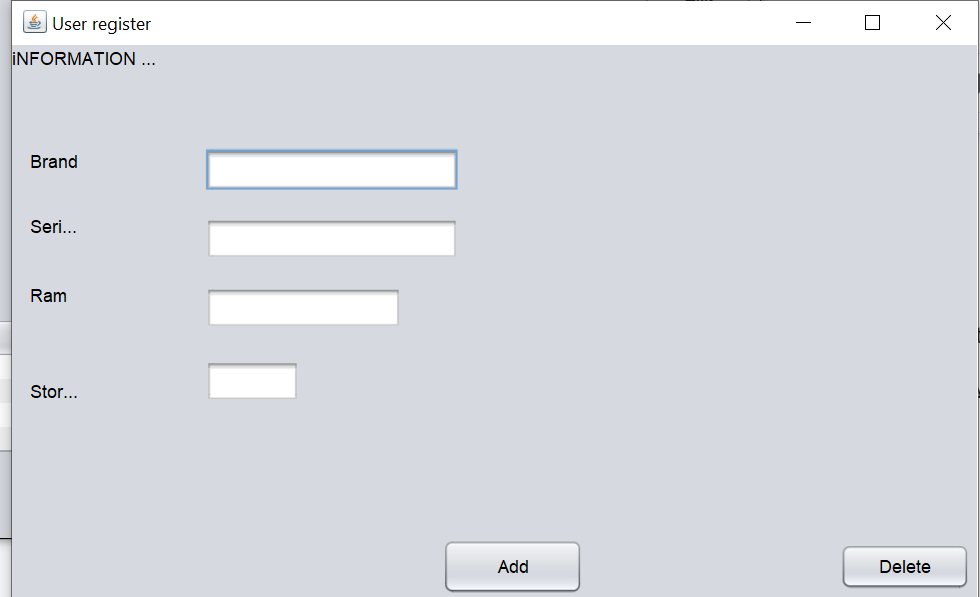 User register
iNFORMATION ...
Brand
Seri...
Ram
Stor...
Add
Delete